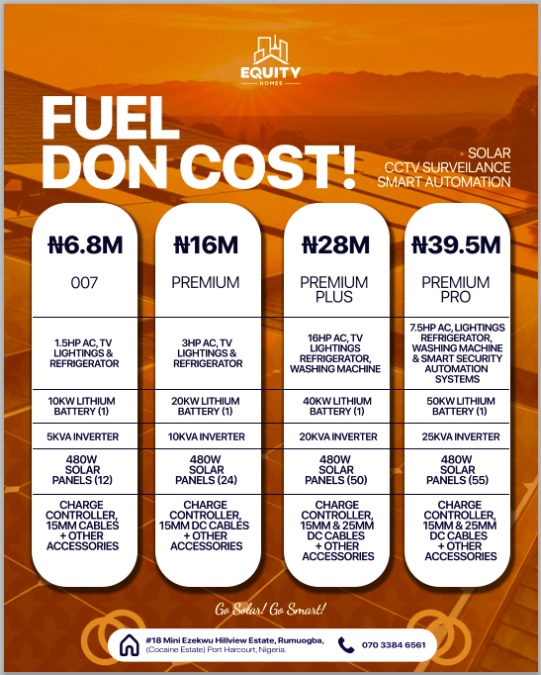 EQUITY
HOMES
FUEL
DON COST!
• SOLAR
CCTV SURVEILANCE
SMART AUTOMATION
₦6.8M
007
1.5HP AC, TV
LIGHTINGS &
REFRIGERATOR
10KW LITHIUM
BATTERY (1)
5KVA INVERTER
480W
SOLAR
PANELS (12)
CHARGE
CONTROLLER,
15MM CABLES
+ OTHER
ACCESSORIES
₦16M
PREMIUM
3HP AC, TV
LIGHTINGS &
REFRIGERATOR
20KW LITHIUM
BATTERY (1)
10KVA INVERTER
480W
SOLAR
PANELS (24)
CHARGE
CONTROLLER,
15MM DC CABLES
+ OTHER
ACCESSORIES
₦28M
PREMIUM
PLUS
16HP AC, TV
LIGHTINGS
REFRIGERATOR,
WASHING MACHINE
40KW LITHIUM
BATTERY (1)
20KVA INVERTER
480W
SOLAR
PANELS (50)
CHARGE
CONTROLLER,
15MM & 25MM
DC CABLES
+ OTHER
ACCESSORIES
₦39.5M
PREMIUM
PRO
7.5HP AC, LIGHTINGS
REFRIGERATOR,
WASHING MACHINE
& SMART SECURITY
AUTOMATION
SYSTEMS
50KW LITHIUM
BATTERY (1)
25KVA INVERTER
480W
SOLAR
PANELS (55)
CHARGE
CONTROLLER,
15MM & 25MM
DC CABLES
+ OTHER
ACCESSORIES
Go Solar! Go Smart!
#18 Mini Ezekwu Hillview Estate, Rumuogba,
(Cocaine Estate) Port Harcourt, Nigeria.
070 3384 6561